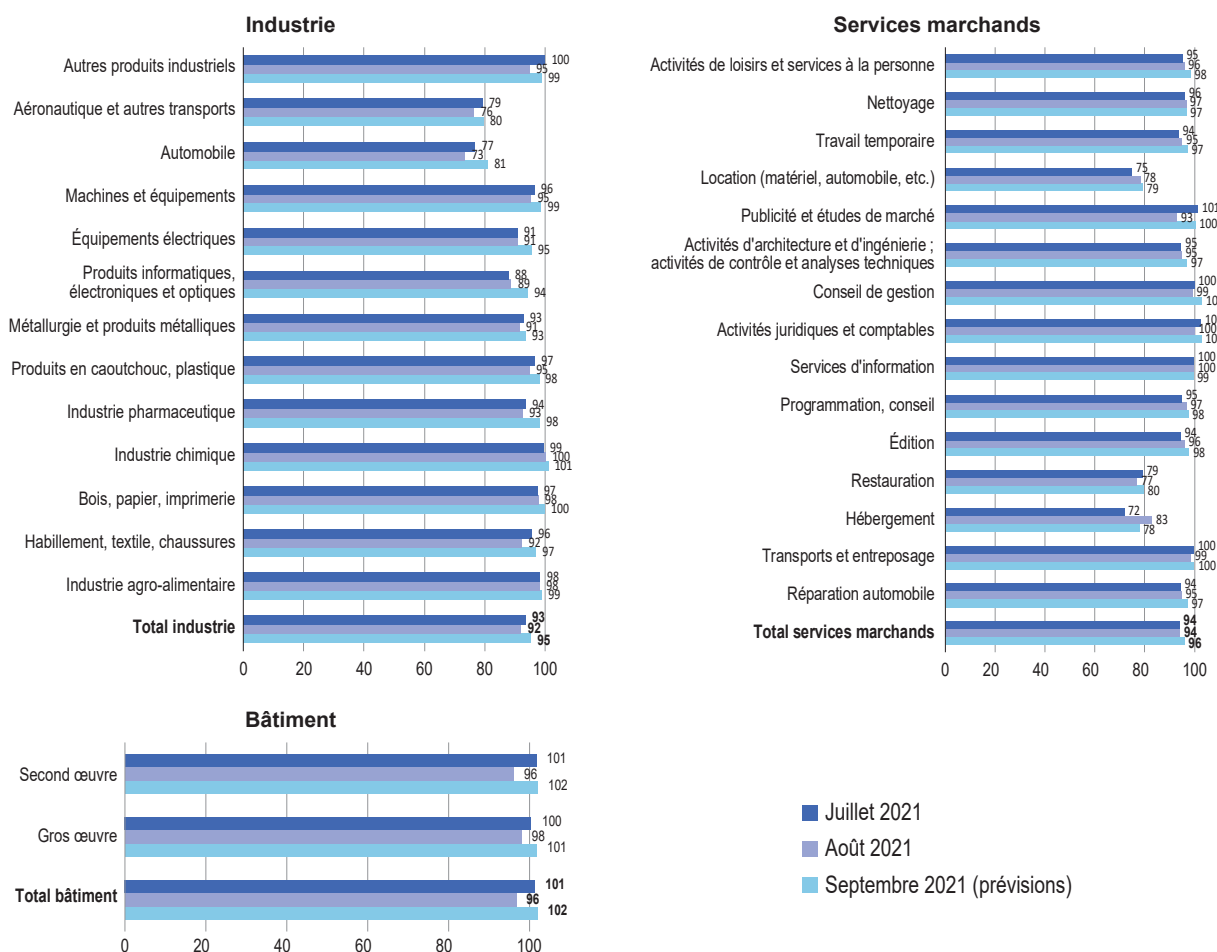 Industrie
Autres produits industriels
100
95
99
Aéronautique et autres transports
79
76
80
Automobile
77
73
81
Machines et équipements
96
95
99
Équipements électriques
91
91
95
Produits informatiques,
électroniques et optiques
88
89
94
Métallurgie et produits métalliques
93
91
93
Produits en caoutchouc, plastique
97
95
98
Industrie pharmaceutique
94
93
98
Industrie chimique
99
100
101
Bois, papier, imprimerie
97
98
100
Habillement, textile, chaussures
96
92
97
Industrie agro-alimentaire
98
98
99
Total industrie
93
92
95
0 20 40 60 80 100
Services marchands
Activités de loisirs et services à la personne
95
96
98
Nettoyage
96
97
97
Travail temporaire
94
95
97
Location (matériel, automobile, etc.)
75
78
79
Publicité et études de marché
101
93
100
Activités d'architecture et d'ingénierie ;
activités de contrôle et analyses techniques
95
95
97
Conseil de gestion
100
99
10
Activités juridiques et comptables
10
100
10
Services d'information
100
100
99
Programmation, conseil
95
97
98
Édition
94
96
98
Restauration
79
77
80
Hébergement
72
83
78
Transports et entreposage
100
99
100
Réparation automobile
94
95
97
Total services marchands
94
94
96
0 20 40 60 80 100
Bâtiment
Second œuvre
101
96
102
Gros œuvre
100
98
101
Total bâtiment
101
96
102
0 20 40 60 80 100
Juillet 2021
Août 2021
Septembre 2021 (prévisions)